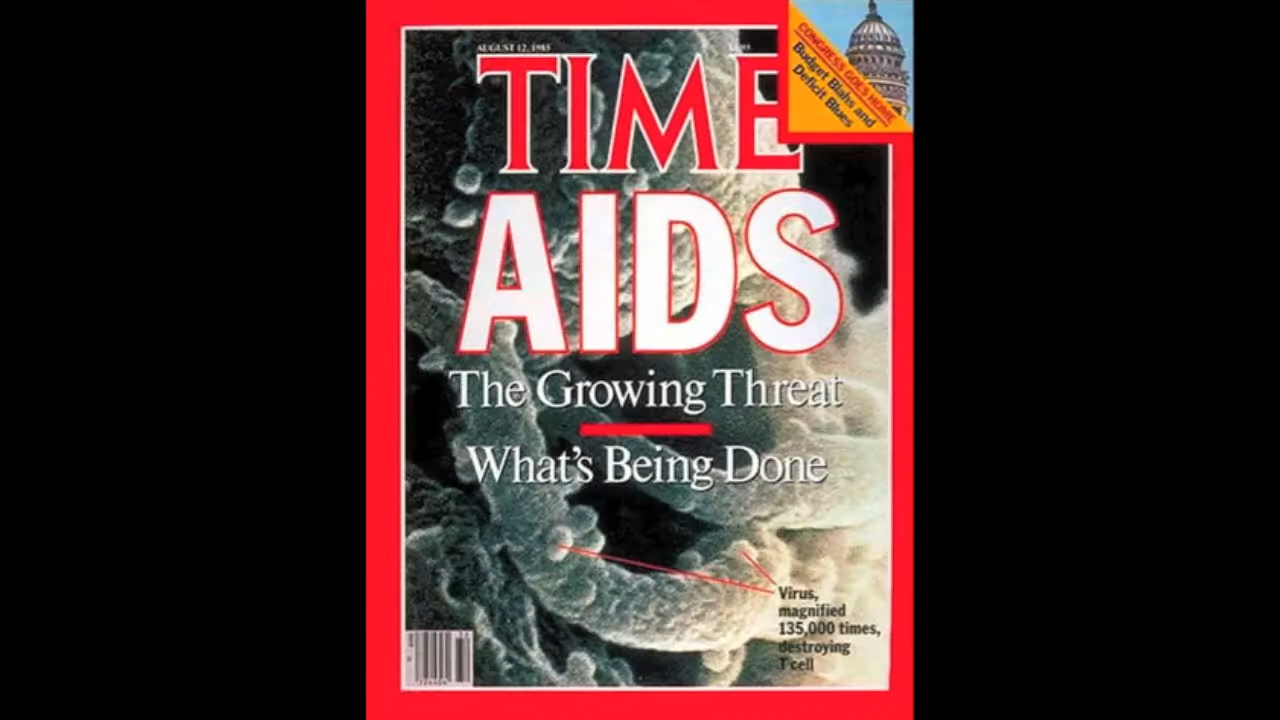 AUGUST 12, 1985
TIME
CONGRESS GOES HOME
Budget Blahs and
Deficit Blues
AIDS
The Growing Threat
What's Being Done
Virus,
magnified
135,000 times,
destroying
T cell